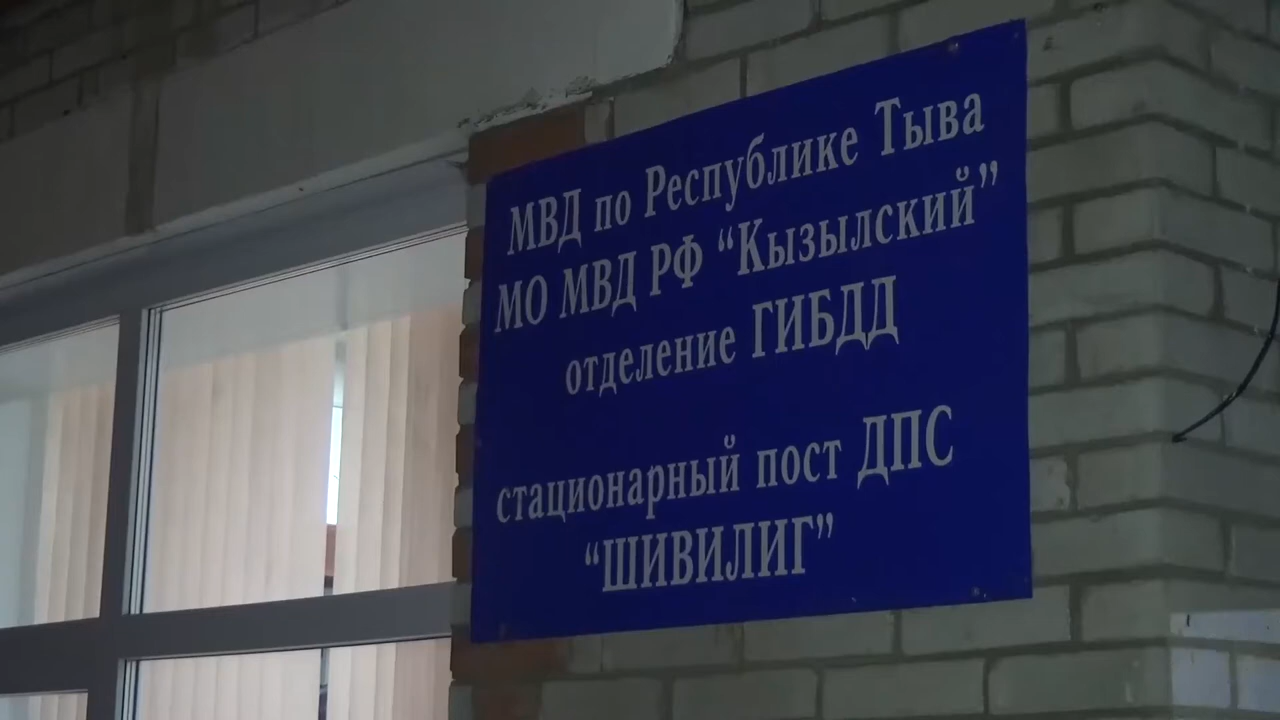 МВД по Республике Тыва
МО МВД РФ “Кызылский”
отделение ГИБДД
стационарный пост ДПС
“ШИВИЛИГ”